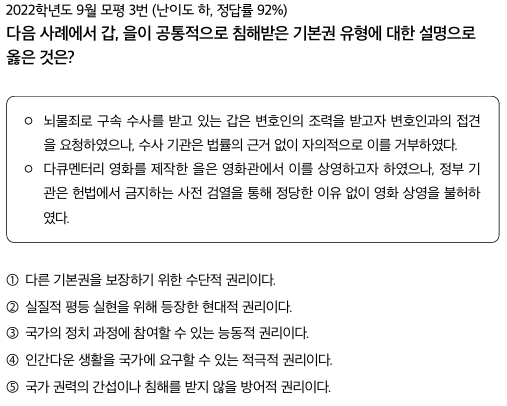 2022학년도 9월 모평 3번 (난이도 하, 정답률 92%)
다음 사례에서 갑, 을이 공통적으로 침해받은 기본권 유형에 대한 설명으로
옳은 것은?
○ 뇌물죄로 구속 수사를 받고 있는 갑은 변호인의 조력을 받고자 변호인과의 접견
을 요청하였으나, 수사 기관은 법률의 근거 없이 자의적으로 이를 거부하였다.
○ 다큐멘터리 영화를 제작한 을은 영화관에서 이를 상영하고자 하였으나, 정부 기
관은 헌법에서 금지하는 사전 검열을 통해 정당한 이유 없이 영화 상영을 불허하
였다.
① 다른 기본권을 보장하기 위한 수단적 권리이다.
② 실질적 평등 실현을 위해 등장한 현대적 권리이다.
③ 국가의 정치 과정에 참여할 수 있는 능동적 권리이다.
④ 인간다운 생활을 국가에 요구할 수 있는 적극적 권리이다.
⑤ 국가 권력의 간섭이나 침해를 받지 않을 방어적 권리이다.